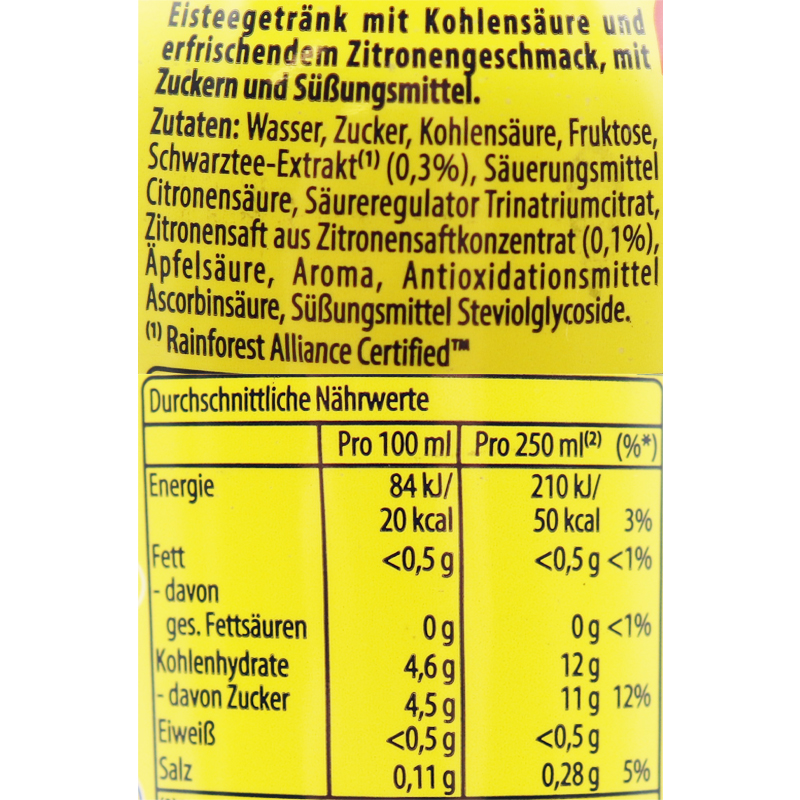 Eisteegetränk mit Kohlensäure und
erfrischendem Zitronengeschmack, mit
Zuckern und Süßungsmittel.
Zutaten: Wasser, Zucker, Kohlensäure, Fruktose,
Schwarztee-Extrakt⁽¹⁾ (0,3%), Säuerungsmittel
Citronensäure, Säureregulator Trinatriumcitrat,
Zitronensaft aus Zitronensaftkonzentrat (0,1%),
Äpfelsäure, Aroma, Antioxidationsmittel
Ascorbinsäure, Süßungsmittel Steviolglycoside.
⁽¹⁾ Rainforest Alliance Certified™
Durchschnittliche Nährwerte
Pro 100 ml Pro 250 ml⁽²⁾ (%*)
Energie 84 kJ/ 210 kJ/
20 kcal 50 kcal 3%
Fett <0,5 g <0,5 g <1%
- davon
ges. Fettsäuren 0 g 0 g <1%
Kohlenhydrate 4,6 g 12 g
- davon Zucker 4,5 g 11 g 12%
Eiweiß <0,5 g <0,5 g
Salz 0,11 g 0,28 g 5%